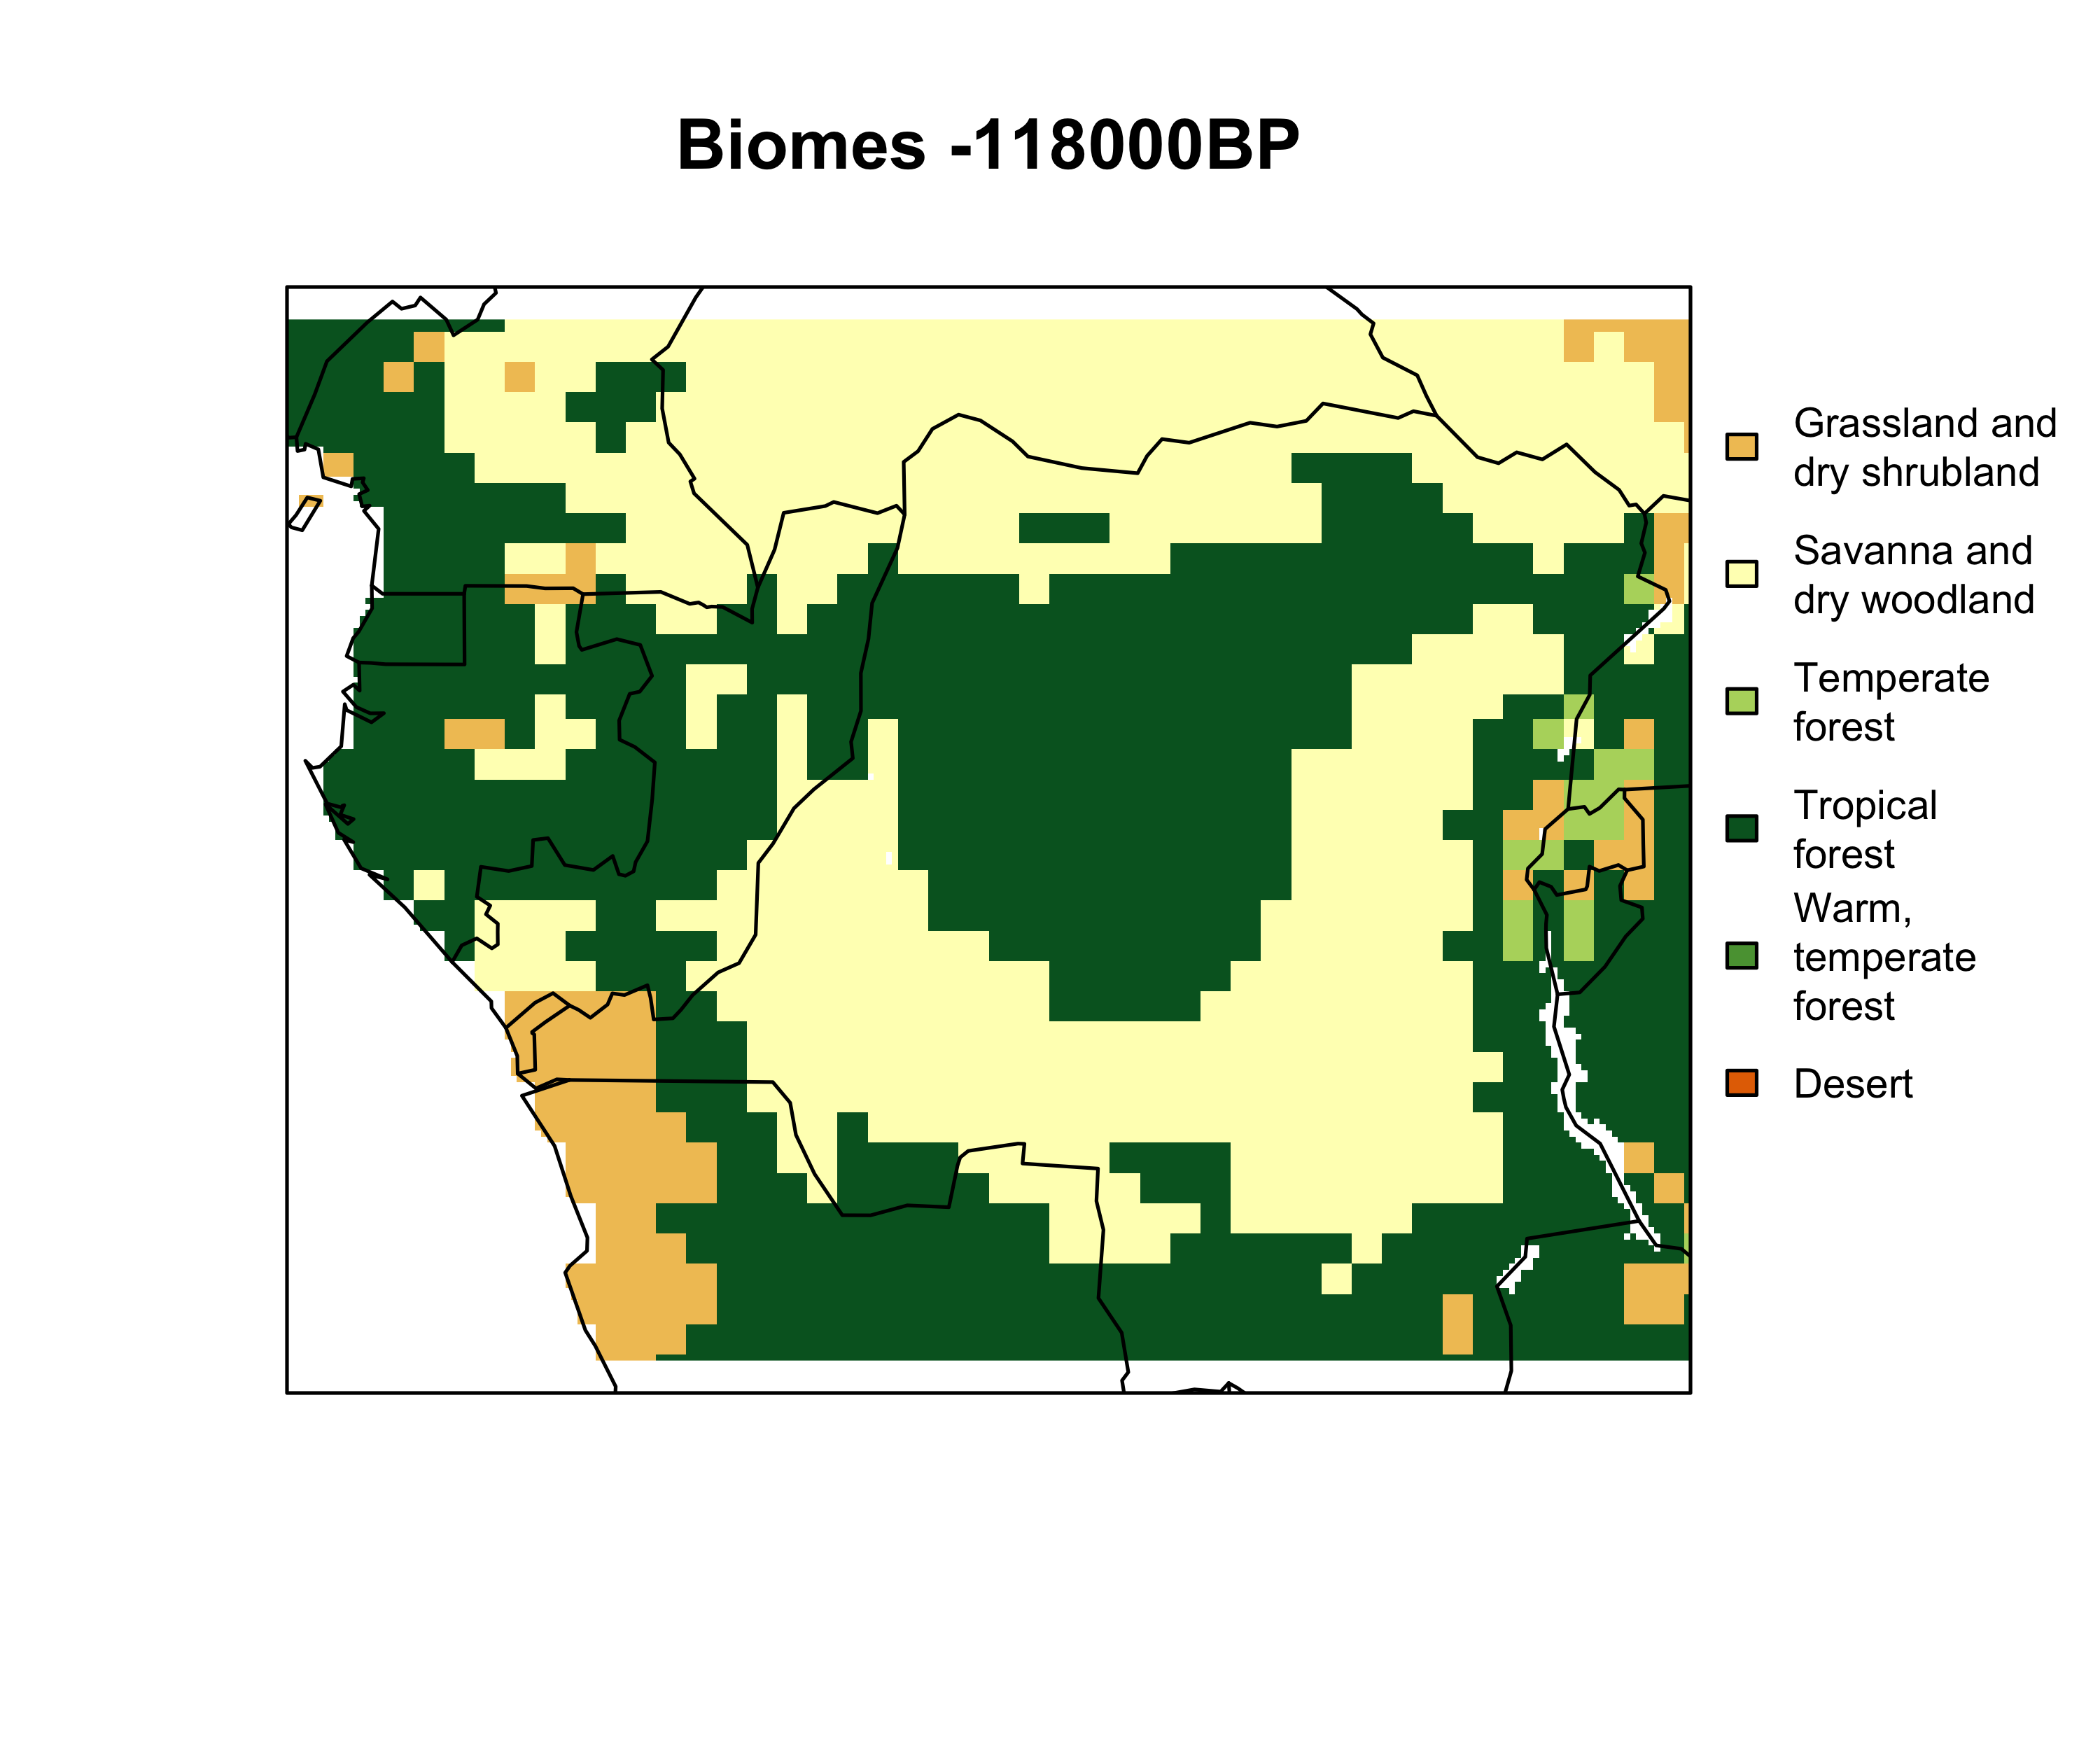 Biomes -118000BP
Grassland and
dry shrubland
Savanna and
dry woodland
Temperate
forest
Tropical
forest
Warm,
temperate
forest
Desert